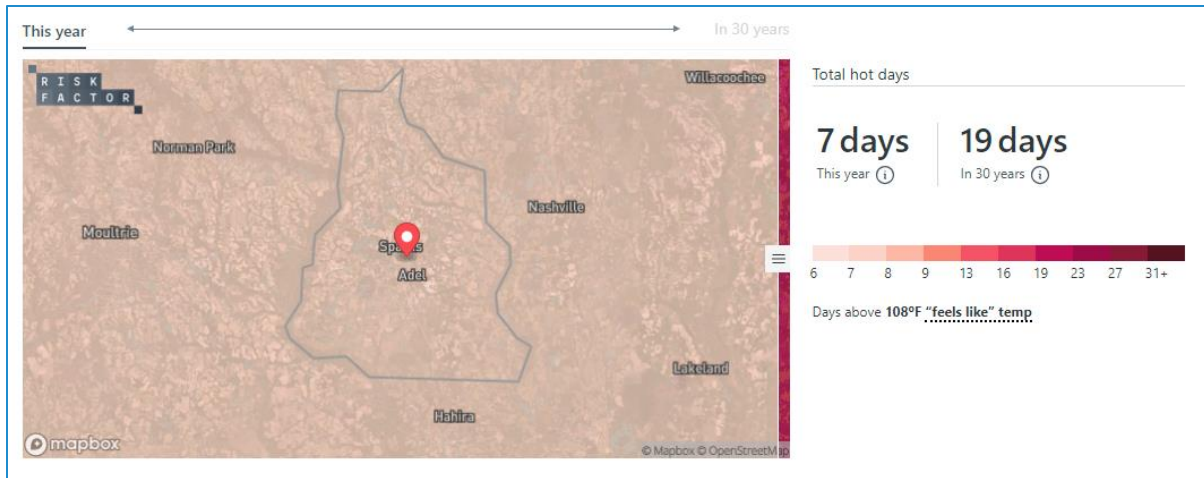 This year
In 30 years
RISK
FACTOR
Willacoochee
Norman Park
Nashville
Moultrie
Sparks
Adel
Lakeland
Hahira
mapbox
© Mapbox © OpenStreetMap
Total hot days
7 days
19 days
This year
In 30 years
6 7 8 9 13 16 19 23 27 31+
Days above 108ºF “feels like” temp